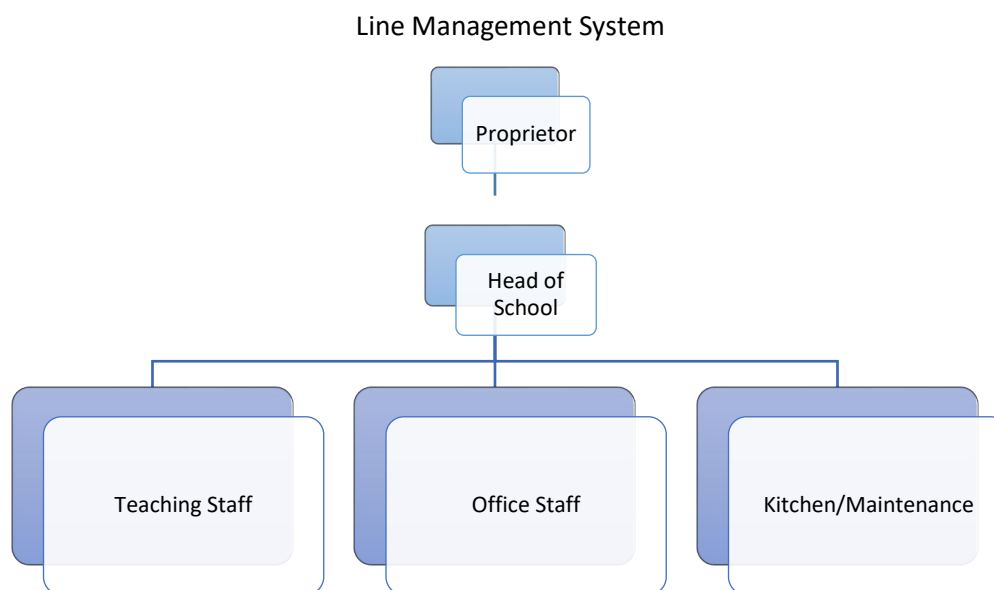 Line Management System
Proprietor
Head of
School
Teaching Staff
Office Staff
Kitchen/Maintenance